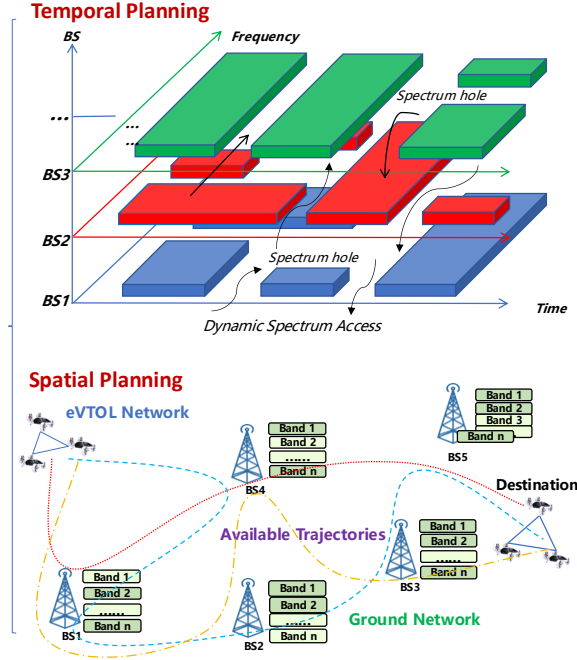 Temporal Planning
BS
Frequency
Spectrum hole
...
...
...
BS3
BS2
Spectrum hole
BS1
Time
Dynamic Spectrum Access
Spatial Planning
eVTOL Network
Band 1
Band 2
Band 3
Band n
BS5
Band 1
Band 2
......
Band n
BS4
Destination
Available Trajectories
Band 1
Band 2
......
Band n
BS3
Band 1
Band 2
......
Band n
BS1
Band 1
Band 2
......
Band n
BS2
Ground Network